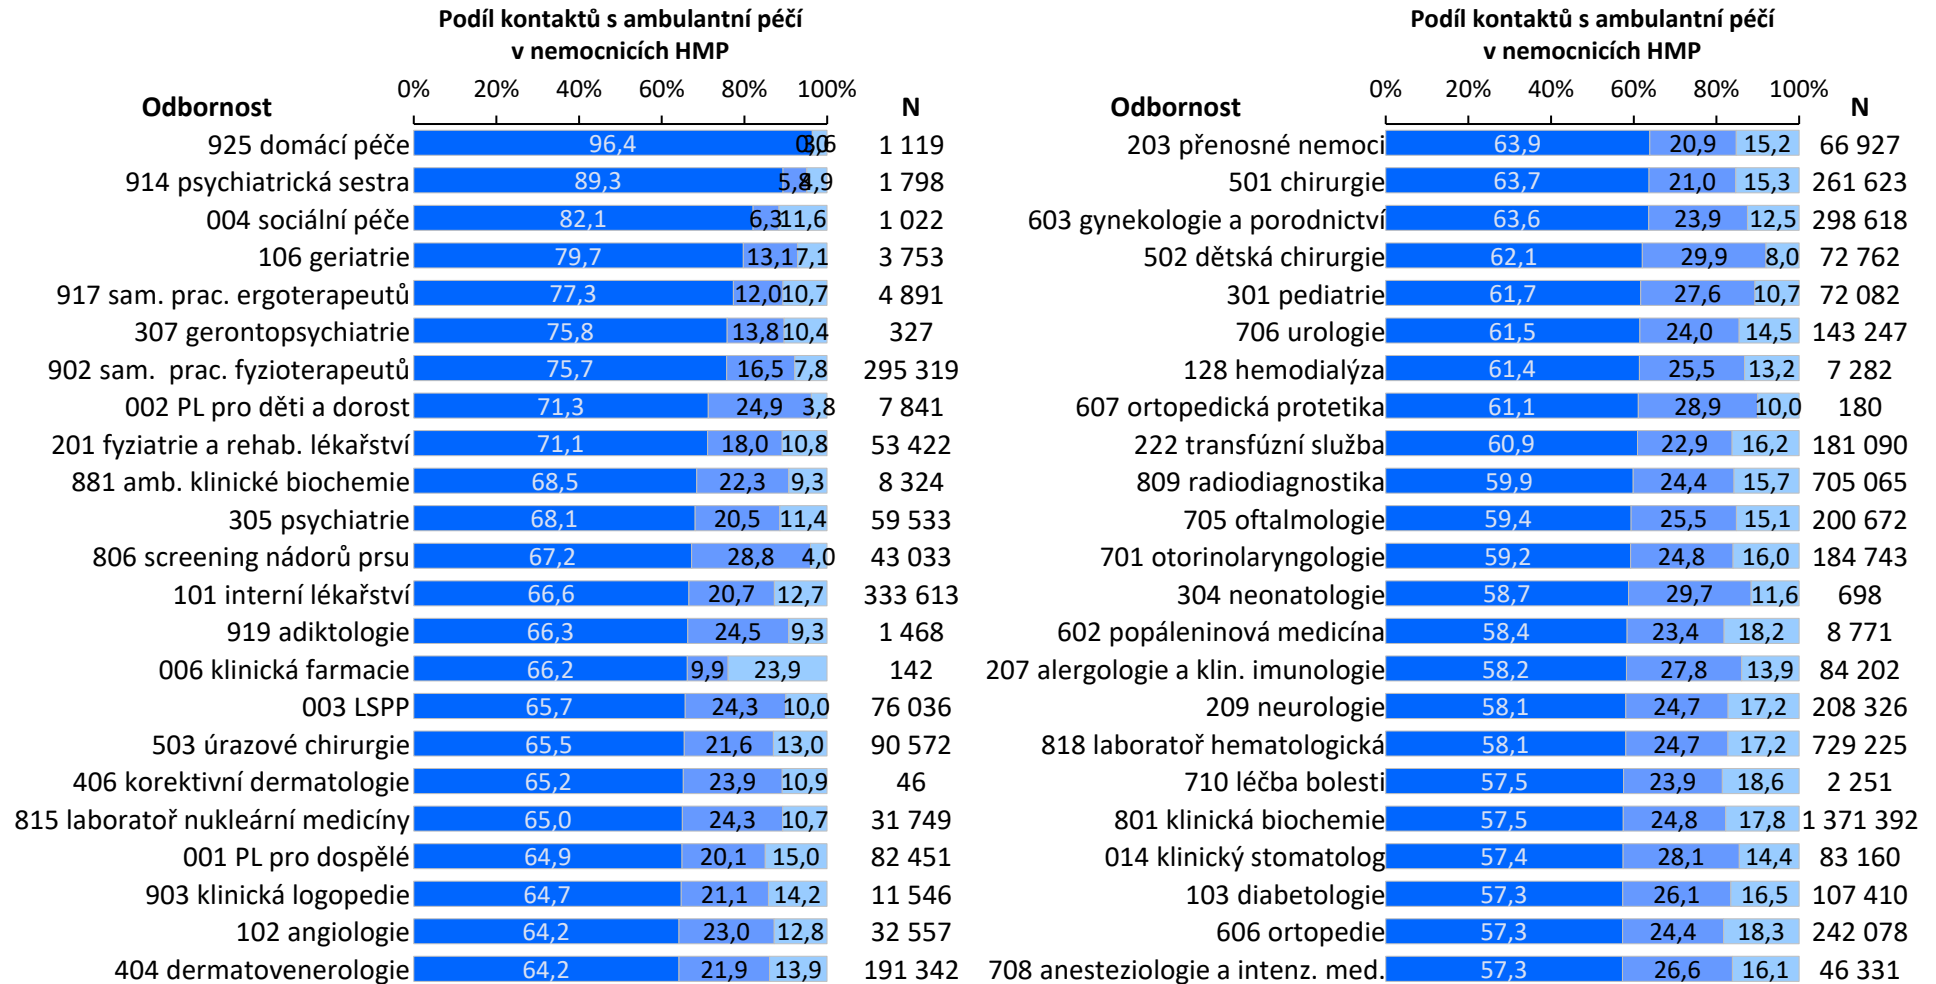 Podíl kontaktů s ambulantní péčí
v nemocnicích HMP
0% 20% 40% 60% 80% 100%
Odbornost N
925 domácí péče 96,4 1 119
914 psychiatrická sestra 89,3 5,8 4,9 1 798
004 sociální péče 82,1 6,3 11,6 1 022
106 geriatrie 79,7 13,1 7,1 3 753
917 sam. prac. ergoterapeutů 77,3 12,0 10,7 4 891
307 gerontopsychiatrie 75,8 13,8 10,4 327
902 sam. prac. fyzioterapeutů 75,7 16,5 7,8 295 319
002 PL pro děti a dorost 71,3 24,9 3,8 7 841
201 fyziatrie a rehab. lékařství 71,1 18,0 10,8 53 422
881 amb. klinické biochemie 68,5 22,3 9,3 8 324
305 psychiatrie 68,1 20,5 11,4 59 533
806 screening nádorů prsu 67,2 28,8 4,0 43 033
101 interní lékařství 66,6 20,7 12,7 333 613
919 adiktologie 66,3 24,5 9,3 1 468
006 klinická farmacie 66,2 9,9 23,9 142
003 LSPP 65,7 24,3 10,0 76 036
503 úrazové chirurgie 65,5 21,6 13,0 90 572
406 korektivní dermatologie 65,2 23,9 10,9 46
815 laboratoř nukleární medicíny 65,0 24,3 10,7 31 749
001 PL pro dospělé 64,9 20,1 15,0 82 451
903 klinická logopedie 64,7 21,1 14,2 11 546
102 angiologie 64,2 23,0 12,8 32 557
404 dermatovenerologie 64,2 21,9 13,9 191 342
Podíl kontaktů s ambulantní péčí
v nemocnicích HMP
0% 20% 40% 60% 80% 100%
Odbornost N
203 přenosné nemoci 63,9 20,9 15,2 66 927
501 chirurgie 63,7 21,0 15,3 261 623
603 gynekologie a porodnictví 63,6 23,9 12,5 298 618
502 dětská chirurgie 62,1 29,9 8,0 72 762
301 pediatrie 61,7 27,6 10,7 72 082
706 urologie 61,5 24,0 14,5 143 247
128 hemodialýza 61,4 25,5 13,2 7 282
607 ortopedická protetika 61,1 28,9 10,0 180
222 transfúzní služba 60,9 22,9 16,2 181 090
809 radiodiagnostika 59,9 24,4 15,7 705 065
705 oftalmologie 59,4 25,5 15,1 200 672
701 otorinolaryngologie 59,2 24,8 16,0 184 743
304 neonatologie 58,7 29,7 11,6 698
602 popáleninová medicína 58,4 23,4 18,2 8 771
207 alergologie a klin. imunologie 58,2 27,8 13,9 84 202
209 neurologie 58,1 24,7 17,2 208 326
818 laboratoř hematologická 58,1 24,7 17,2 729 225
710 léčba bolesti 57,5 23,9 18,6 2 251
801 klinická biochemie 57,5 24,8 17,8 1 371 392
014 klinický stomatolog 57,4 28,1 14,4 83 160
103 diabetologie 57,3 26,1 16,5 107 410
606 ortopedie 57,3 24,4 18,3 242 078
708 anesteziologie a intenz. med. 57,3 26,6 16,1 46 331